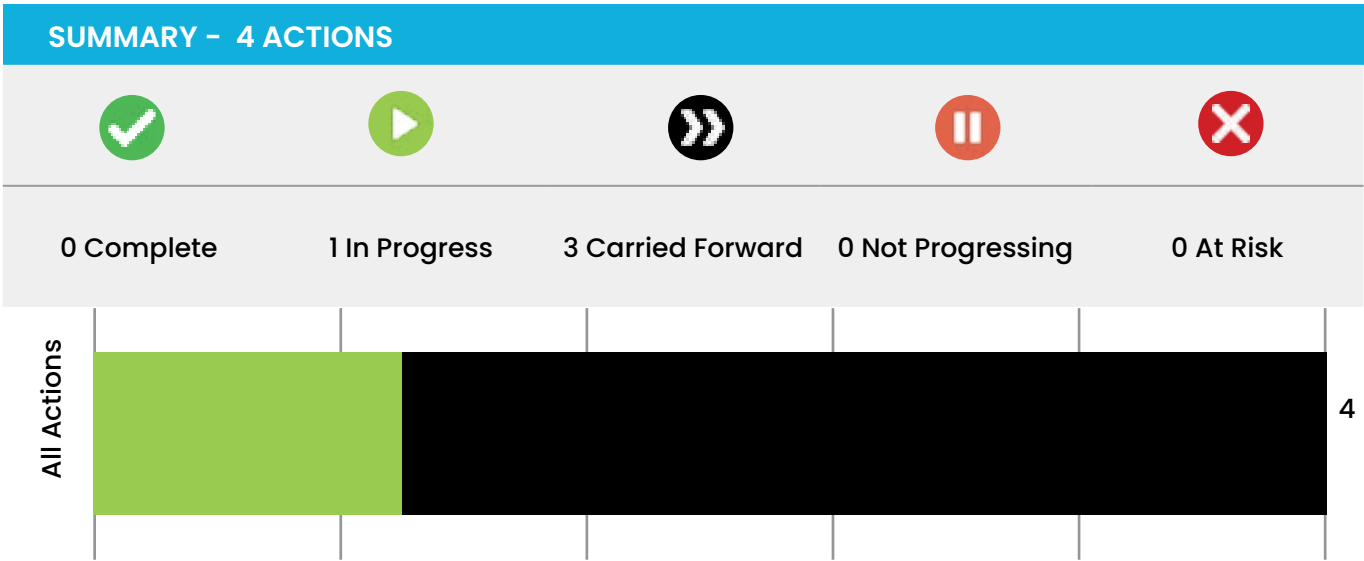 SUMMARY - 4 ACTIONS
0 Complete
1 In Progress
3 Carried Forward
0 Not Progressing
0 At Risk
All Actions
4